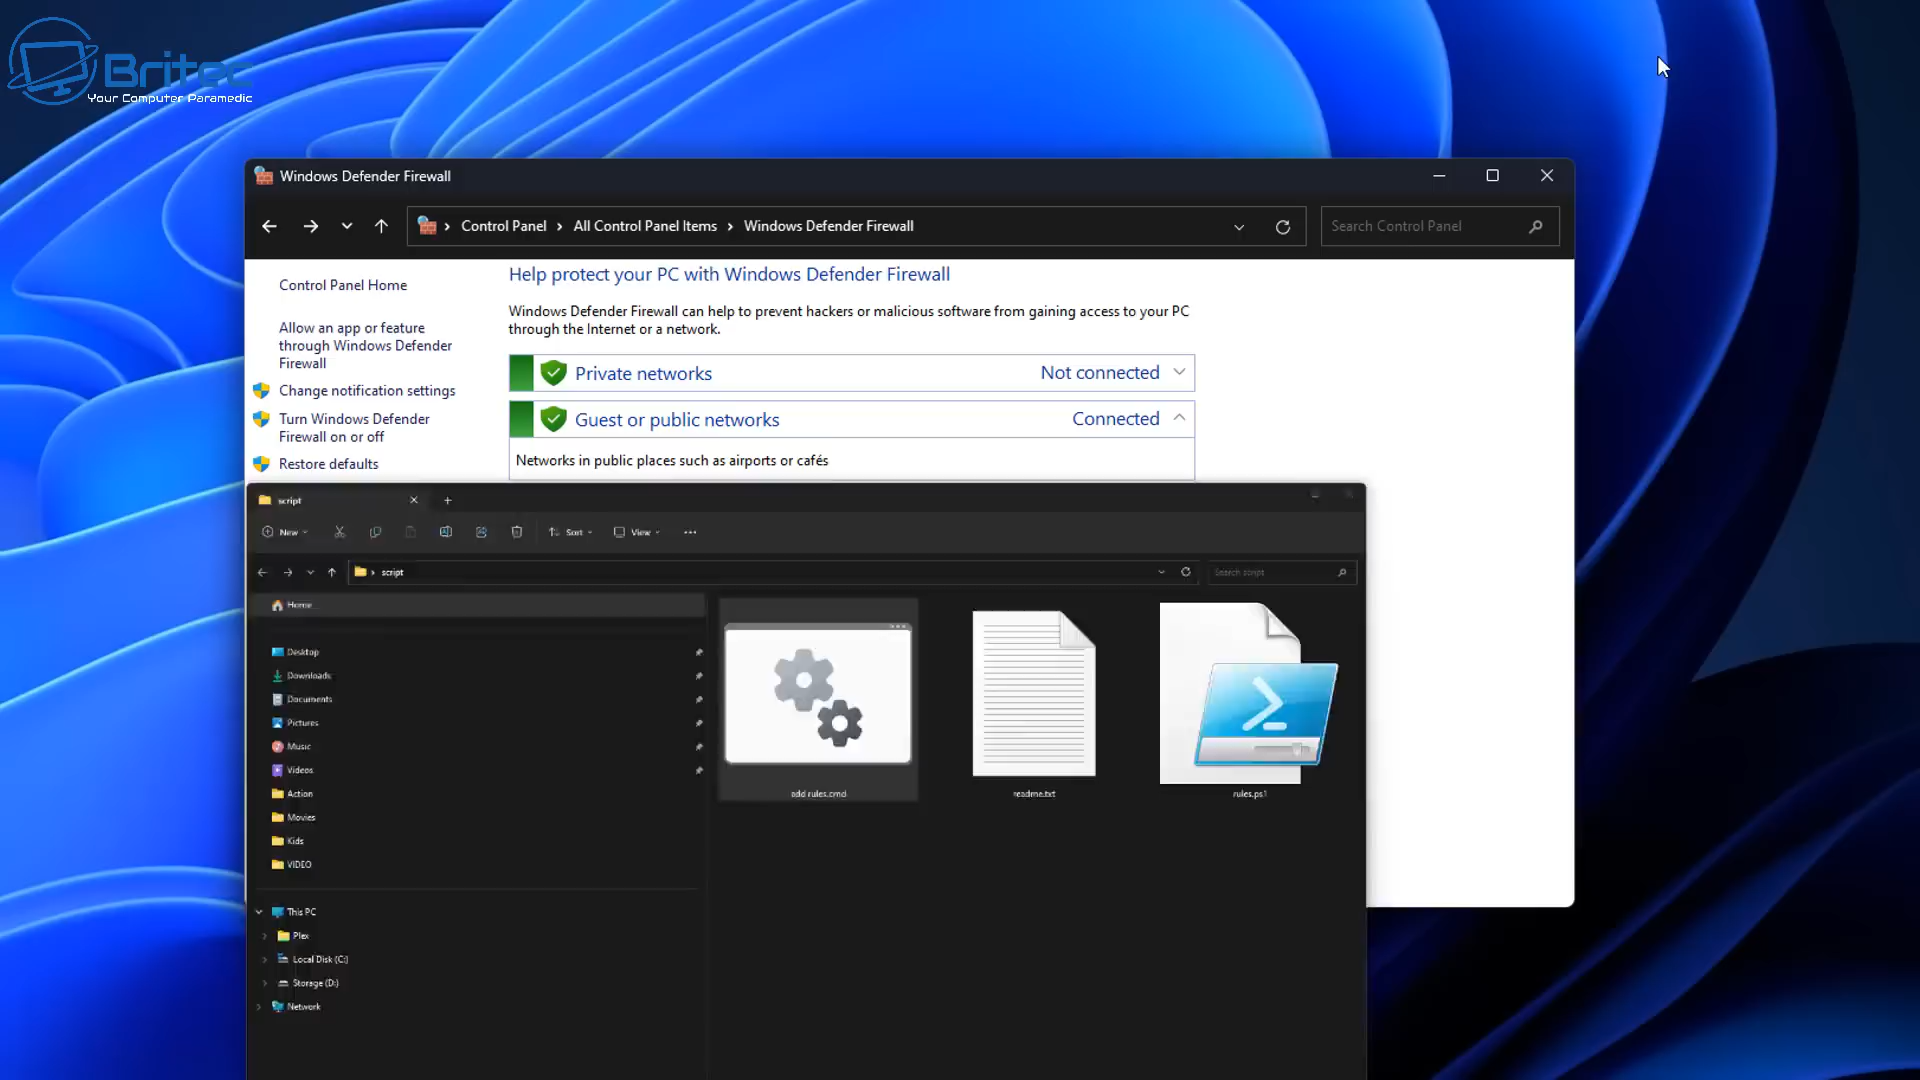 Britec
Your Computer Paramedic
Windows Defender Firewall
Control Panel > All Control Panel Items > Windows Defender Firewall
Search Control Panel
Control Panel Home
Allow an app or feature
through Windows Defender
Firewall
Change notification settings
Turn Windows Defender
Firewall on or off
Restore defaults
Help protect your PC with Windows Defender Firewall
Windows Defender Firewall can help to prevent hackers or malicious software from gaining access to your PC
through the Internet or a network.
Private networks Not connected
Guest or public networks Connected
Networks in public places such as airports or cafés
script
New Sort View
script
Search script
Home
Desktop
Downloads
Documents
Pictures
Music
Videos
Action
Movies
Kids
VIDEO
This PC
Plex
Local Disk (C:)
Storage (D:)
Network
add rules.cmd
readme.txt
rules.ps1